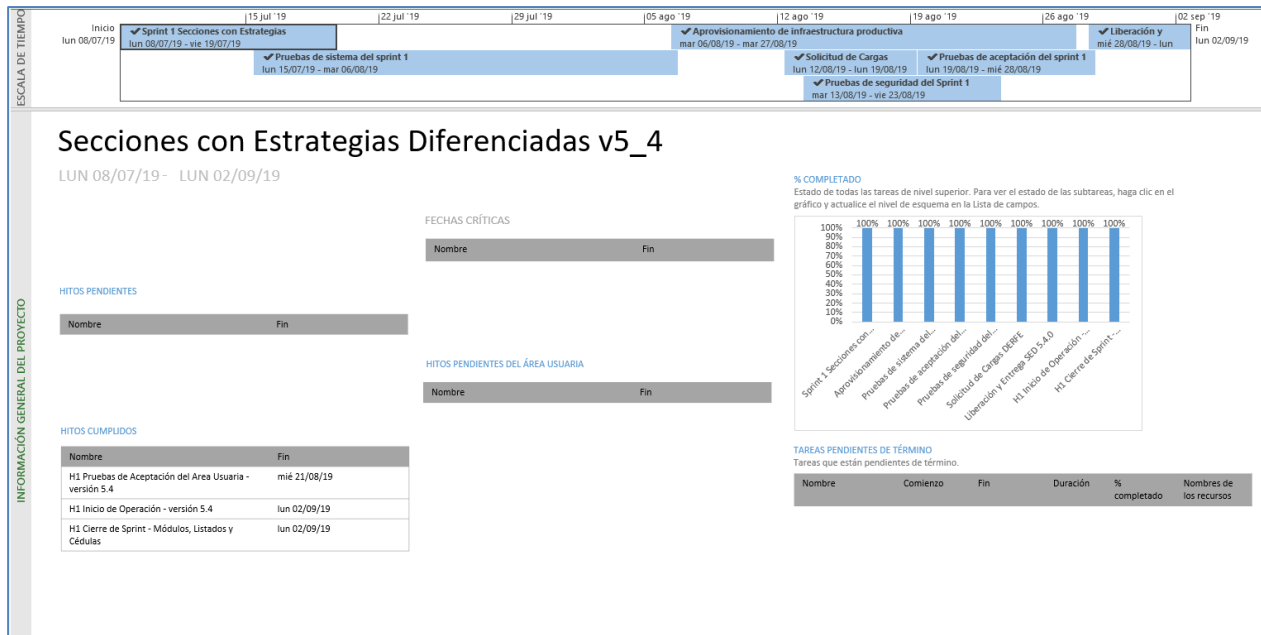 ESCALA DE TIEMPO
15 jul '19
22 jul '19
29 jul '19
05 ago '19
12 ago '19
19 ago '19
26 ago '19
02 sep '19
Inicio
lun 08/07/19
✔ Sprint 1 Secciones con Estrategias
lun 08/07/19 - vie 19/07/19
✔ Aprovisionamiento de infraestructura productiva
mar 06/08/19 - mar 27/08/19
✔ Liberación y
mié 28/08/19 - lun
Fin
lun 02/09/19
✔ Pruebas de sistema del sprint 1
lun 15/07/19 - mar 06/08/19
✔ Solicitud de Cargas
lun 12/08/19 - lun 19/08/19
✔ Pruebas de aceptación del sprint 1
lun 19/08/19 - mié 28/08/19
✔ Pruebas de seguridad del Sprint 1
mar 13/08/19 - vie 23/08/19
INFORMACIÓN GENERAL DEL PROYECTO
Secciones con Estrategias Diferenciadas v5_4
LUN 08/07/19 - LUN 02/09/19
FECHAS CRÍTICAS
Nombre Fin
HITOS PENDIENTES
Nombre Fin
HITOS PENDIENTES DEL ÁREA USUARIA
Nombre Fin
HITOS CUMPLIDOS
Nombre Fin
H1 Pruebas de Aceptación del Area Usuaria - mié 21/08/19
versión 5.4
H1 Inicio de Operación - versión 5.4 lun 02/09/19
H1 Cierre de Sprint - Módulos, Listados y lun 02/09/19
Cédulas
% COMPLETADO
Estado de todas las tareas de nivel superior. Para ver el estado de las subtareas, haga clic en el
gráfico y actualice el nivel de esquema en la Lista de campos.
100% 100% 100% 100% 100% 100% 100% 100% 100%
100%
90%
80%
70%
60%
50%
40%
30%
20%
10%
0%
Sprint 1 Secciones con...
Aprovisionamiento de...
Pruebas de sistema del...
Pruebas de aceptación del...
Pruebas de seguridad del...
Solicitud de Cargas DERFE
Liberación y Entrega SED 5.4.0
H1 Inicio de Operación -...
H1 Cierre de Sprint -...
TAREAS PENDIENTES DE TÉRMINO
Tareas que están pendientes de término.
Nombre Comienzo Fin Duración % Nombres de
completado los recursos